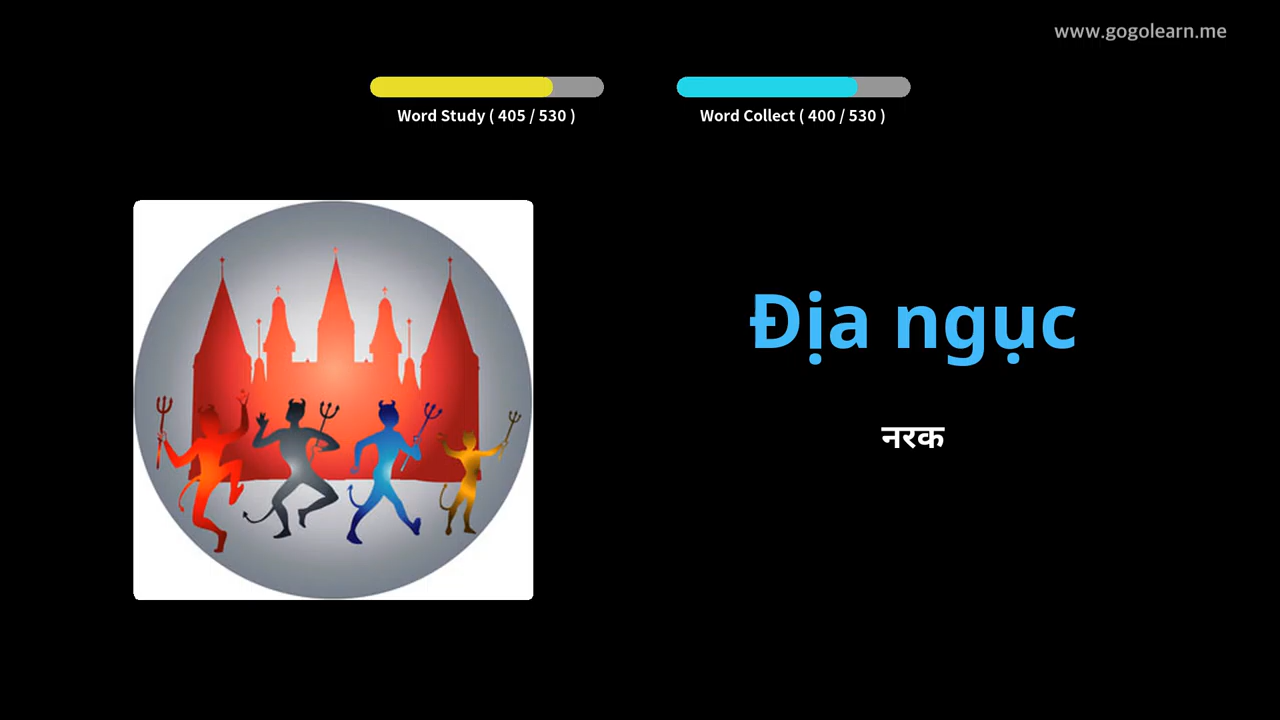 www.gogolearn.me
Word Study ( 405 / 530 )
Word Collect ( 400 / 530 )
Địa ngục
नरक